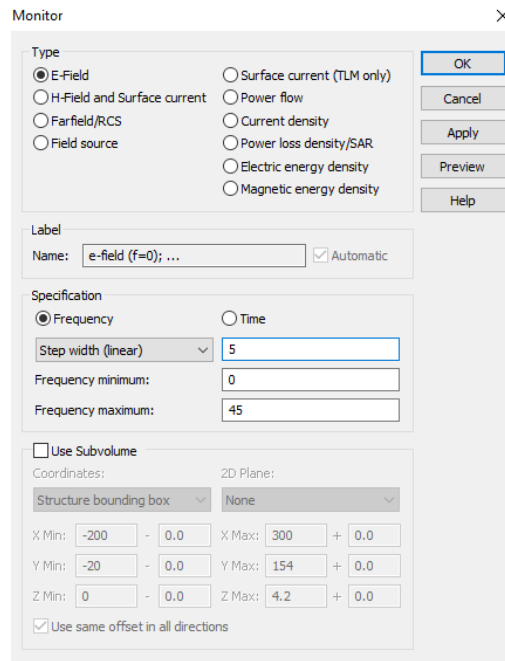 Monitor
Type
E-Field
H-Field and Surface current
Farfield/RCS
Field source
Surface current (TLM only)
Power flow
Current density
Power loss density/SAR
Electric energy density
Magnetic energy density
OK
Cancel
Apply
Preview
Help
Label
Name: e-field (f=0); ... Automatic
Specification
Frequency Time
Step width (linear) 5
Frequency minimum: 0
Frequency maximum: 45
Use Subvolume
Coordinates: 2D Plane:
Structure bounding box None
X Min: -200 - 0.0 X Max: 300 + 0.0
Y Min: -20 - 0.0 Y Max: 154 + 0.0
Z Min: 0 - 0.0 Z Max: 4.2 + 0.0
Use same offset in all directions